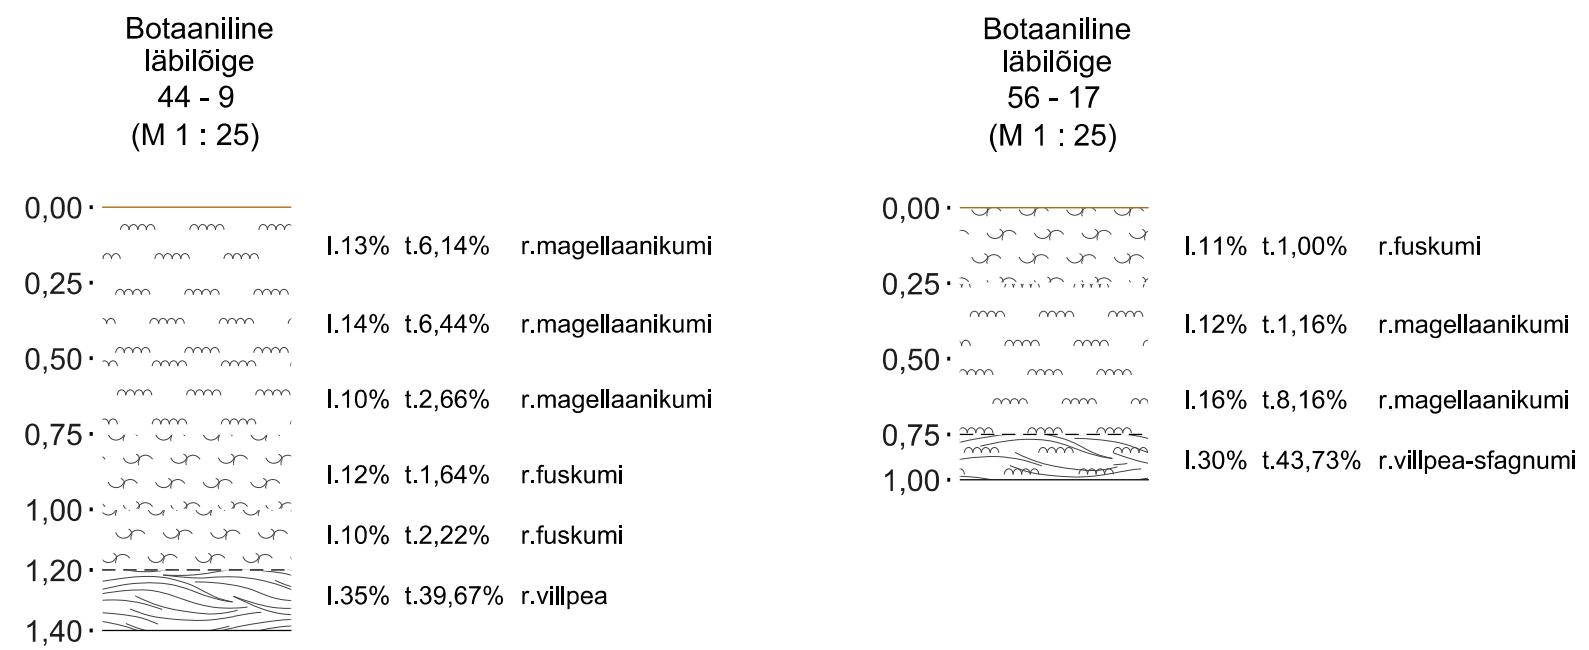 Botaaniline
läbilõige
44 - 9
(M 1 : 25)
0,00
l.13% t.6,14% r.magellaanikumi
0,25
l.14% t.6,44% r.magellaanikumi
0,50
l.10% t.2,66% r.magellaanikumi
0,75
l.12% t.1,64% r.fuskumi
1,00
l.10% t.2,22% r.fuskumi
1,20
l.35% t.39,67% r.villpea
1,40
Botaaniline
läbilõige
56 - 17
(M 1 : 25)
0,00
l.11% t.1,00% r.fuskumi
0,25
l.12% t.1,16% r.magellaanikumi
0,50
l.16% t.8,16% r.magellaanikumi
0,75
l.30% t.43,73% r.villpea-sfagnumi
1,00